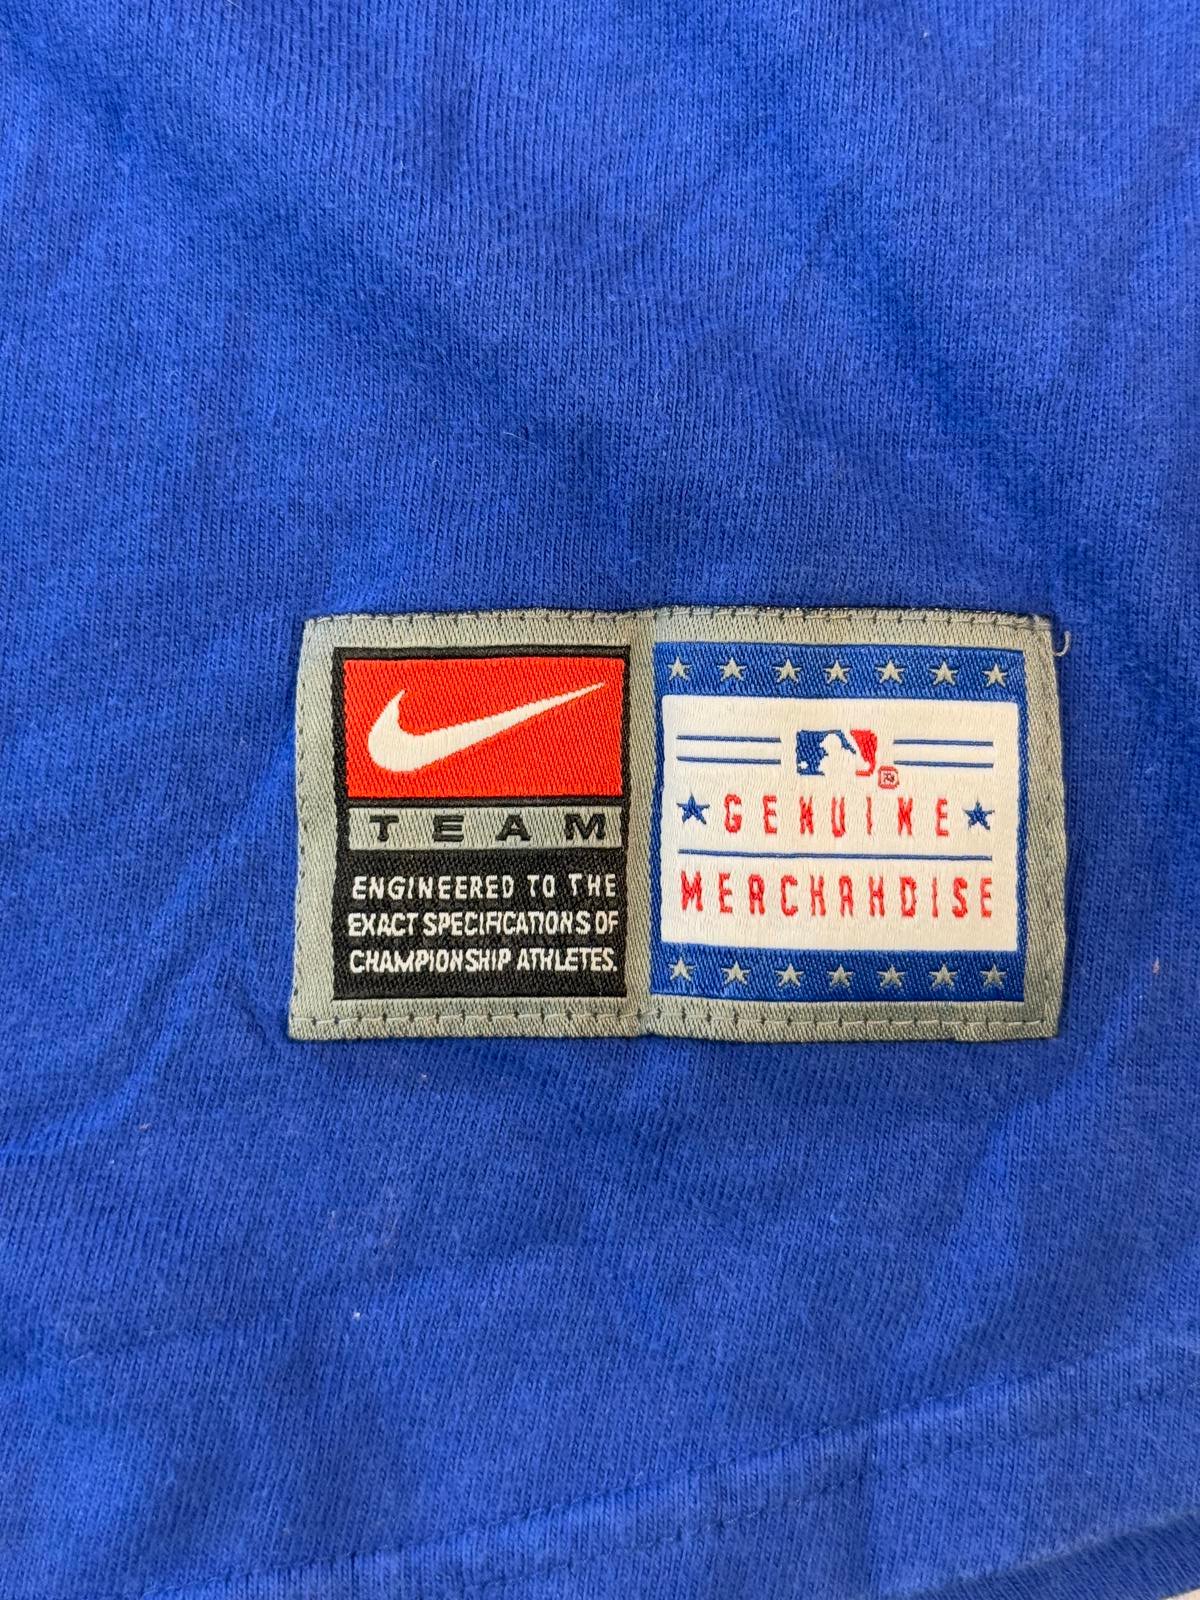 TEAM
ENGINEERED TO THE
EXACT SPECIFICATIONS OF
CHAMPIONSHIP ATHLETES.
®
GENUINE
MERCHANDISE